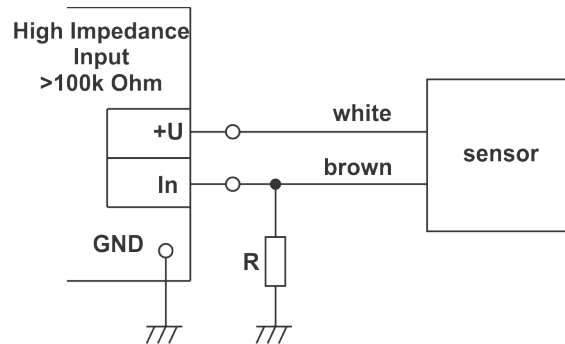 High Impedance
Input
>100k Ohm
+U
white
sensor
In
brown
GND
R